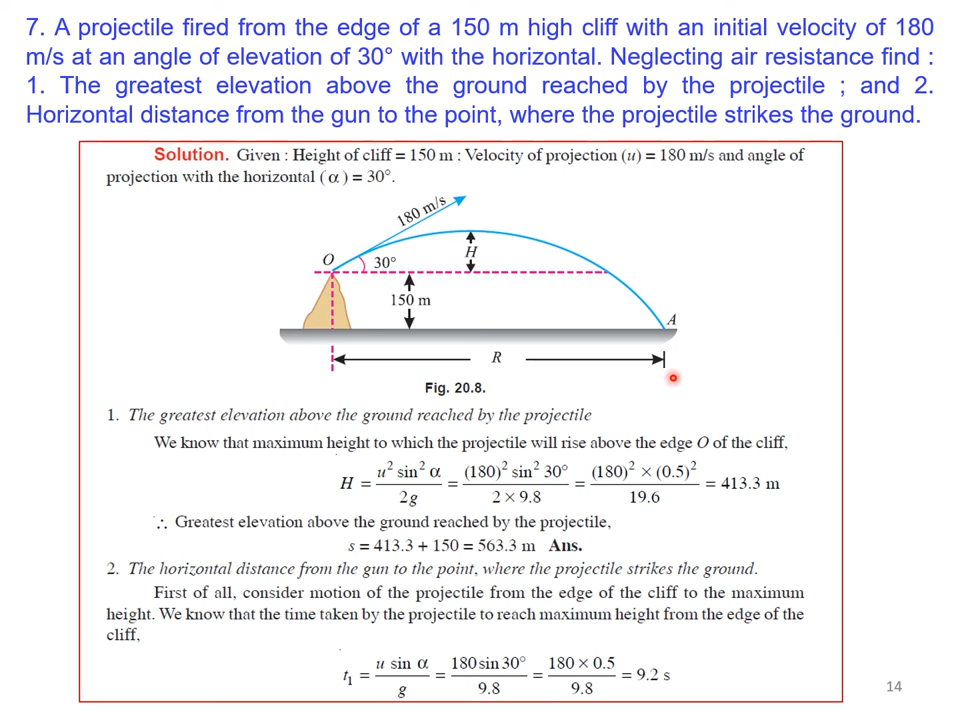 7. A projectile fired from the edge of a 150 m high cliff with an initial velocity of 180
m/s at an angle of elevation of 30° with the horizontal. Neglecting air resistance find :
1. The greatest elevation above the ground reached by the projectile ; and 2.
Horizontal distance from the gun to the point, where the projectile strikes the ground.
Solution. Given : Height of cliff = 150 m ; Velocity of projection (u) = 180 m/s and angle of
projection with the horizontal (α) = 30°.
180 m/s
O
30°
H
150 m
A
R
Fig. 20.8.
1. The greatest elevation above the ground reached by the projectile
We know that maximum height to which the projectile will rise above the edge O of the cliff,
H = u² sin² α / 2g = (180)² sin² 30° / 2 × 9.8 = (180)² × (0.5)² / 19.6 = 413.3 m
∴ Greatest elevation above the ground reached by the projectile,
s = 413.3 + 150 = 563.3 m Ans.
2. The horizontal distance from the gun to the point, where the projectile strikes the ground.
First of all, consider motion of the projectile from the edge of the cliff to the maximum
height. We know that the time taken by the projectile to reach maximum height from the edge of the
cliff,
t₁ = u sin α / g = 180 sin 30° / 9.8 = 180 × 0.5 / 9.8 = 9.2 s
14